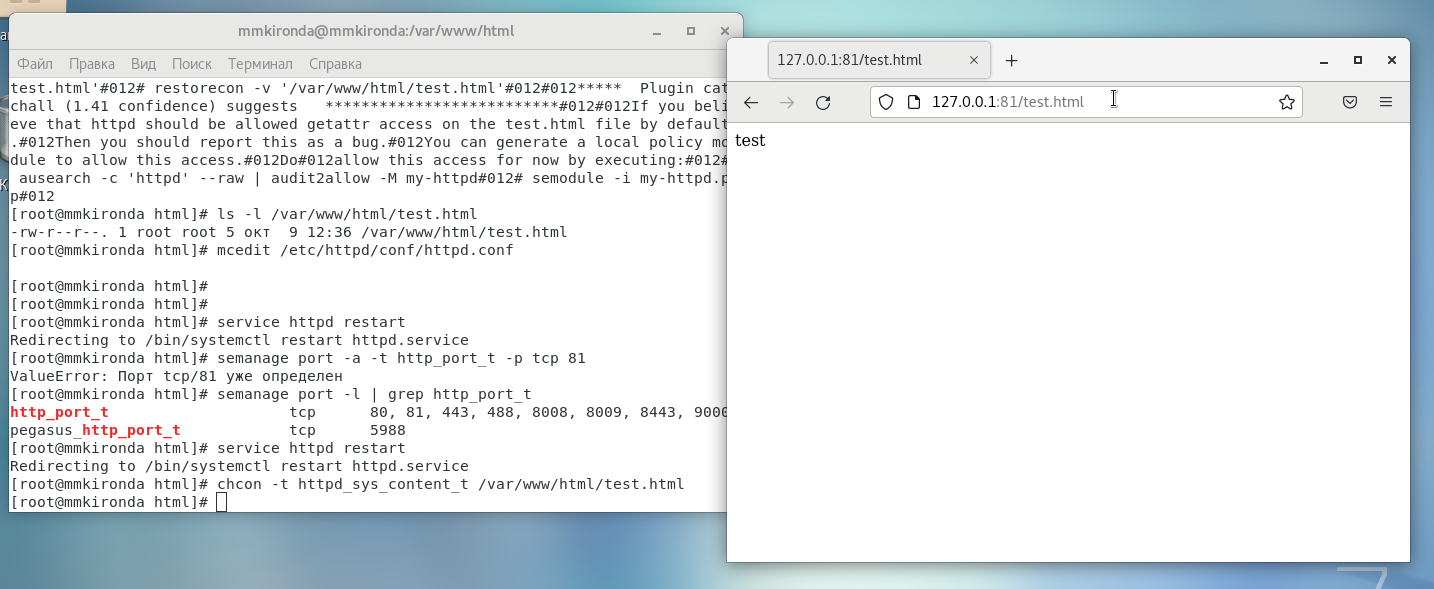 mmkironda@mmkironda:/var/www/html
Файл Правка Вид Поиск Терминал Справка
test.html'#012# restorecon -v '/var/www/html/test.html'#012#012***** Plugin cat
chall (1.41 confidence) suggests **************************#012#012If you beli
eve that httpd should be allowed getattr access on the test.html file by default
.#012Then you should report this as a bug.#012You can generate a local policy mo
dule to allow this access.#012Do#012allow this access for now by executing:#012#
ausearch -c 'httpd' --raw | audit2allow -M my-httpd#012# semodule -i my-httpd.p
p#012
[root@mmkironda html]# ls -l /var/www/html/test.html
-rw-r--r--. 1 root root 5 окт 9 12:36 /var/www/html/test.html
[root@mmkironda html]# mcedit /etc/httpd/conf/httpd.conf
[root@mmkironda html]#
[root@mmkironda html]#
[root@mmkironda html]# service httpd restart
Redirecting to /bin/systemctl restart httpd.service
[root@mmkironda html]# semanage port -a -t http_port_t -p tcp 81
ValueError: Порт tcp/81 уже определен
[root@mmkironda html]# semanage port -l | grep http_port_t
http_port_t tcp 80, 81, 443, 488, 8008, 8009, 8443, 9000
pegasus_http_port_t tcp 5988
[root@mmkironda html]# service httpd restart
Redirecting to /bin/systemctl restart httpd.service
[root@mmkironda html]# chcon -t httpd_sys_content_t /var/www/html/test.html
[root@mmkironda html]#
127.0.0.1:81/test.html
127.0.0.1:81/test.html
test